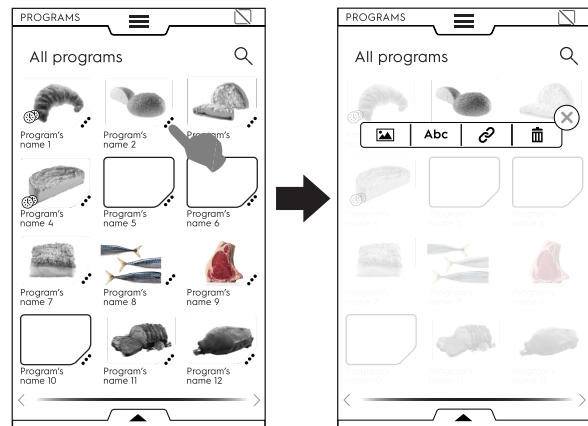 PROGRAMS
All programs
Program's
name 1
Program's
name 2
Program's
name 4
Program's
name 5
Program's
name 6
Program's
name 7
Program's
name 8
Program's
name 9
Program's
name 10
Program's
name 11
Program's
name 12
PROGRAMS
All programs
Abc